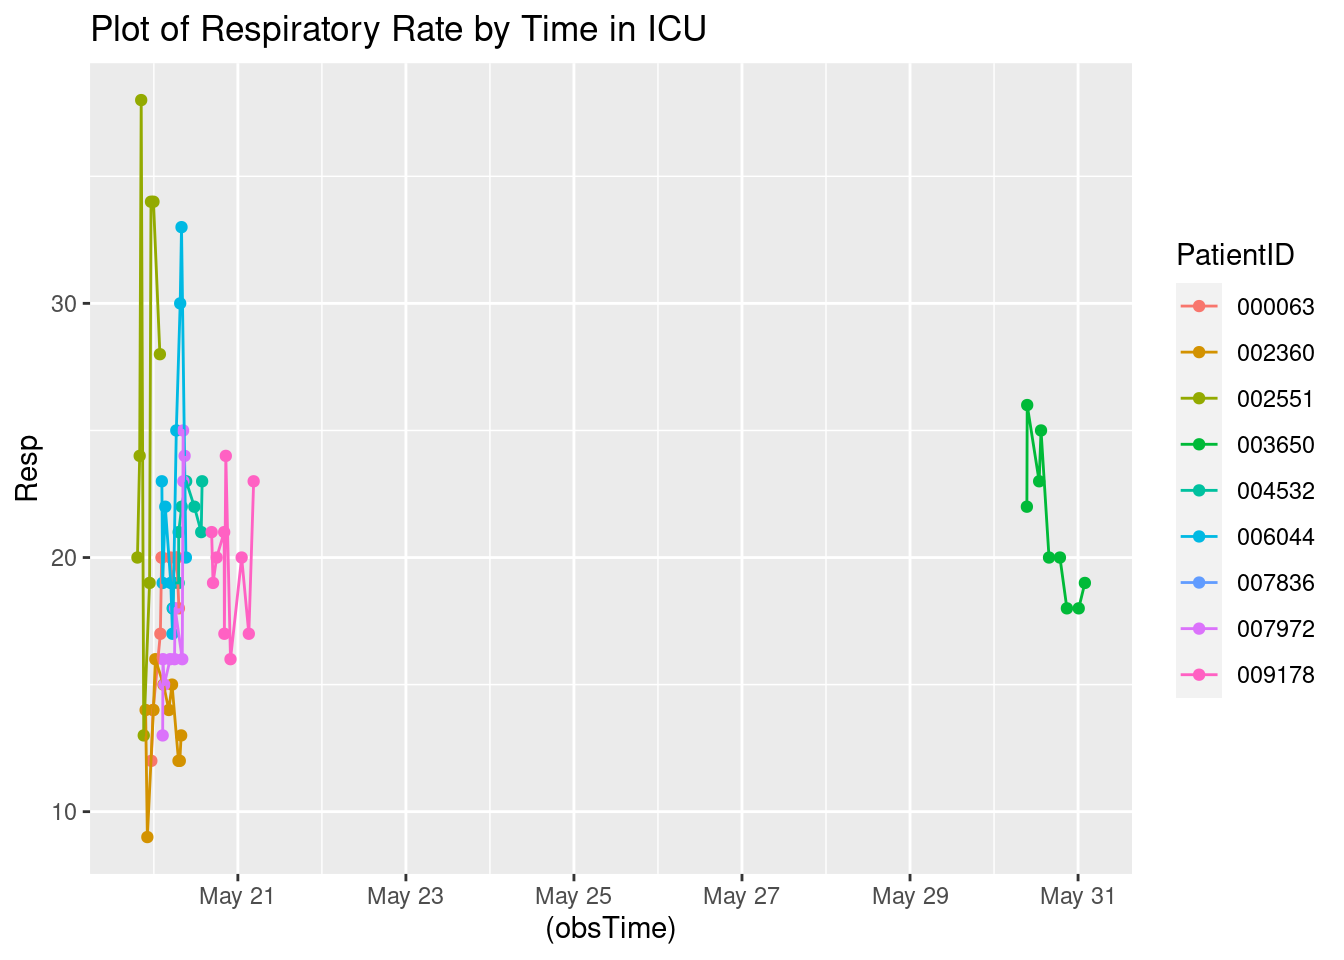 Plot of Respiratory Rate by Time in ICU
Resp
30
20
10
May 21
May 23
May 25
May 27
May 29
May 31
(obsTime)
PatientID
000063
002360
002551
003650
004532
006044
007836
007972
009178